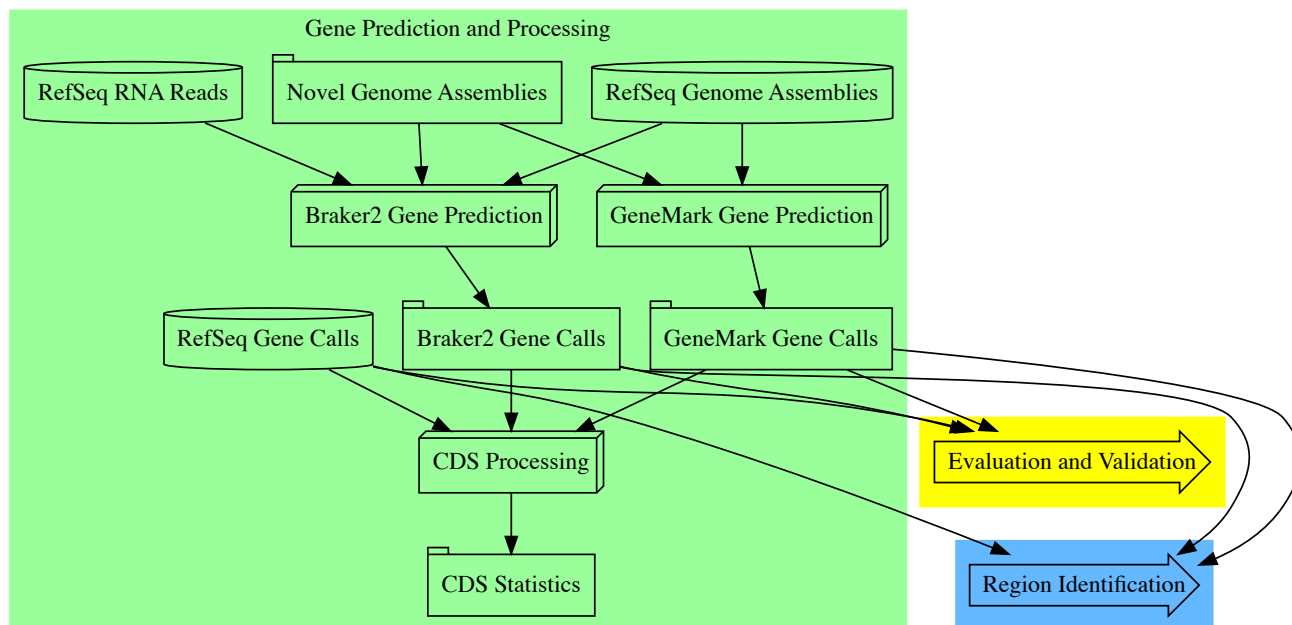 Gene Prediction and Processing
RefSeq RNA Reads
Novel Genome Assemblies
RefSeq Genome Assemblies
Braker2 Gene Prediction
GeneMark Gene Prediction
RefSeq Gene Calls
Braker2 Gene Calls
GeneMark Gene Calls
CDS Processing
Evaluation and Validation
CDS Statistics
Region Identification